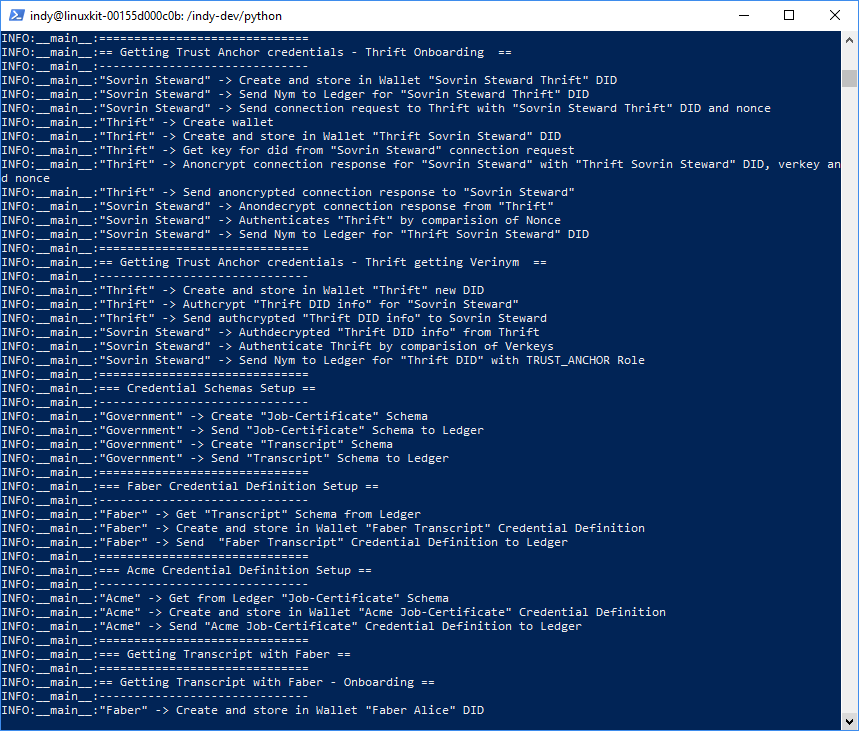 indy@linuxkit-00155d000c0b: /indy-dev/python
INFO:__main__:==============================
INFO:__main__:== Getting Trust Anchor credentials - Thrift Onboarding  ==
INFO:__main__:------------------------------
INFO:__main__:"Sovrin Steward" -> Create and store in Wallet "Sovrin Steward Thrift" DID
INFO:__main__:"Sovrin Steward" -> Send Nym to Ledger for "Sovrin Steward Thrift" DID
INFO:__main__:"Sovrin Steward" -> Send connection request to Thrift with "Sovrin Steward Thrift" DID and nonce
INFO:__main__:"Thrift" -> Create wallet
INFO:__main__:"Thrift" -> Create and store in Wallet "Thrift Sovrin Steward" DID
INFO:__main__:"Thrift" -> Get key for did from "Sovrin Steward" connection request
INFO:__main__:"Thrift" -> Anoncrypt connection response for "Sovrin Steward" with "Thrift Sovrin Steward" DID, verkey an
d nonce
INFO:__main__:"Thrift" -> Send anoncrypted connection response to "Sovrin Steward"
INFO:__main__:"Sovrin Steward" -> Anondecrypt connection response from "Thrift"
INFO:__main__:"Sovrin Steward" -> Authenticates "Thrift" by comparision of Nonce
INFO:__main__:"Sovrin Steward" -> Send Nym to Ledger for "Thrift Sovrin Steward" DID
INFO:__main__:==============================
INFO:__main__:== Getting Trust Anchor credentials - Thrift getting Verinym  ==
INFO:__main__:------------------------------
INFO:__main__:"Thrift" -> Create and store in Wallet "Thrift" new DID
INFO:__main__:"Thrift" -> Authcrypt "Thrift DID info" for "Sovrin Steward"
INFO:__main__:"Thrift" -> Send authcrypted "Thrift DID info" to Sovrin Steward
INFO:__main__:"Sovrin Steward" -> Authdecrypted "Thrift DID info" from Thrift
INFO:__main__:"Sovrin Steward" -> Authenticate Thrift by comparision of Verkeys
INFO:__main__:"Sovrin Steward" -> Send Nym to Ledger for "Thrift DID" with TRUST_ANCHOR Role
INFO:__main__:==============================
INFO:__main__:=== Credential Schemas Setup ==
INFO:__main__:------------------------------
INFO:__main__:"Government" -> Create "Job-Certificate" Schema
INFO:__main__:"Government" -> Send "Job-Certificate" Schema to Ledger
INFO:__main__:"Government" -> Create "Transcript" Schema
INFO:__main__:"Government" -> Send "Transcript" Schema to Ledger
INFO:__main__:==============================
INFO:__main__:=== Faber Credential Definition Setup ==
INFO:__main__:------------------------------
INFO:__main__:"Faber" -> Get "Transcript" Schema from Ledger
INFO:__main__:"Faber" -> Create and store in Wallet "Faber Transcript" Credential Definition
INFO:__main__:"Faber" -> Send  "Faber Transcript" Credential Definition to Ledger
INFO:__main__:==============================
INFO:__main__:=== Acme Credential Definition Setup ==
INFO:__main__:------------------------------
INFO:__main__:"Acme" -> Get from Ledger "Job-Certificate" Schema
INFO:__main__:"Acme" -> Create and store in Wallet "Acme Job-Certificate" Credential Definition
INFO:__main__:"Acme" -> Send "Acme Job-Certificate" Credential Definition to Ledger
INFO:__main__:==============================
INFO:__main__:=== Getting Transcript with Faber ==
INFO:__main__:==============================
INFO:__main__:== Getting Transcript with Faber - Onboarding ==
INFO:__main__:------------------------------
INFO:__main__:"Faber" -> Create and store in Wallet "Faber Alice" DID